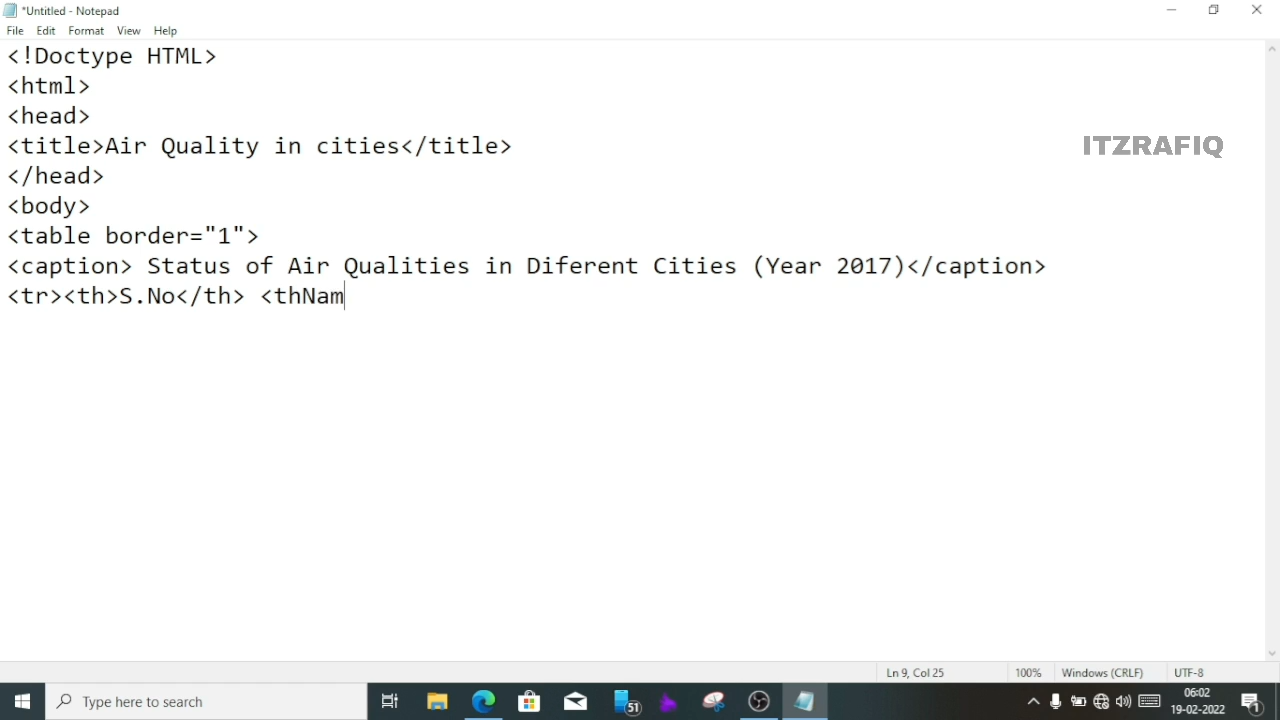 *Untitled - Notepad
File Edit Format View Help
<!Doctype HTML>
<html>
<head>
<title>Air Quality in cities</title>
ITZRAFIQ
</head>
<body>
<table border="1">
<caption> Status of Air Qualities in Diferent Cities (Year 2017)</caption>
<tr><th>S.No</th> <thNam
Ln 9, Col 25 100% Windows (CRLF) UTF-8
Type here to search
51
06:02
19-02-2022
1